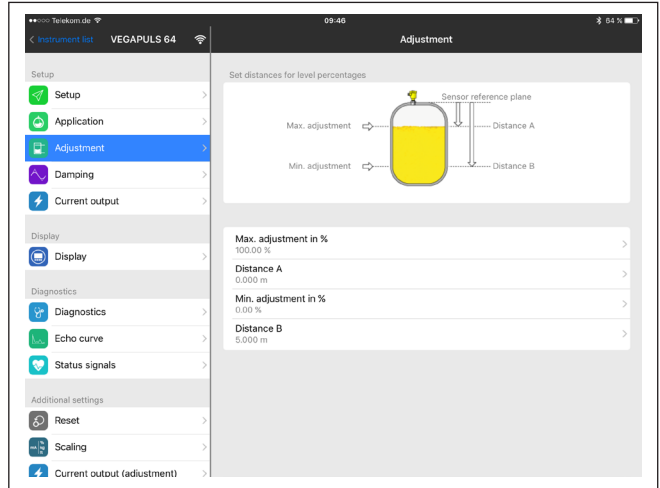 ●●○○○ Telekom.de 09:46 64 %
< Instrument list VEGAPULS 64 Adjustment
Setup
Setup
Application
Adjustment
Damping
Current output
Display
Display
Diagnostics
Diagnostics
Echo curve
Status signals
Additional settings
Reset
Scaling
Current output (adjustment)
Set distances for level percentages
Sensor reference plane
Max. adjustment Distance A
Min. adjustment Distance B
Max. adjustment in %
100.00 %
Distance A
0.000 m
Min. adjustment in %
0.00 %
Distance B
5.000 m